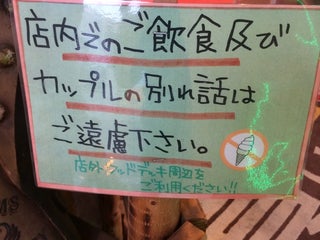 店内でのご飲食及び
カップルの別れ話は
ご遠慮下さい。
店外ウッドデッキ周辺を
ご利用ください!!